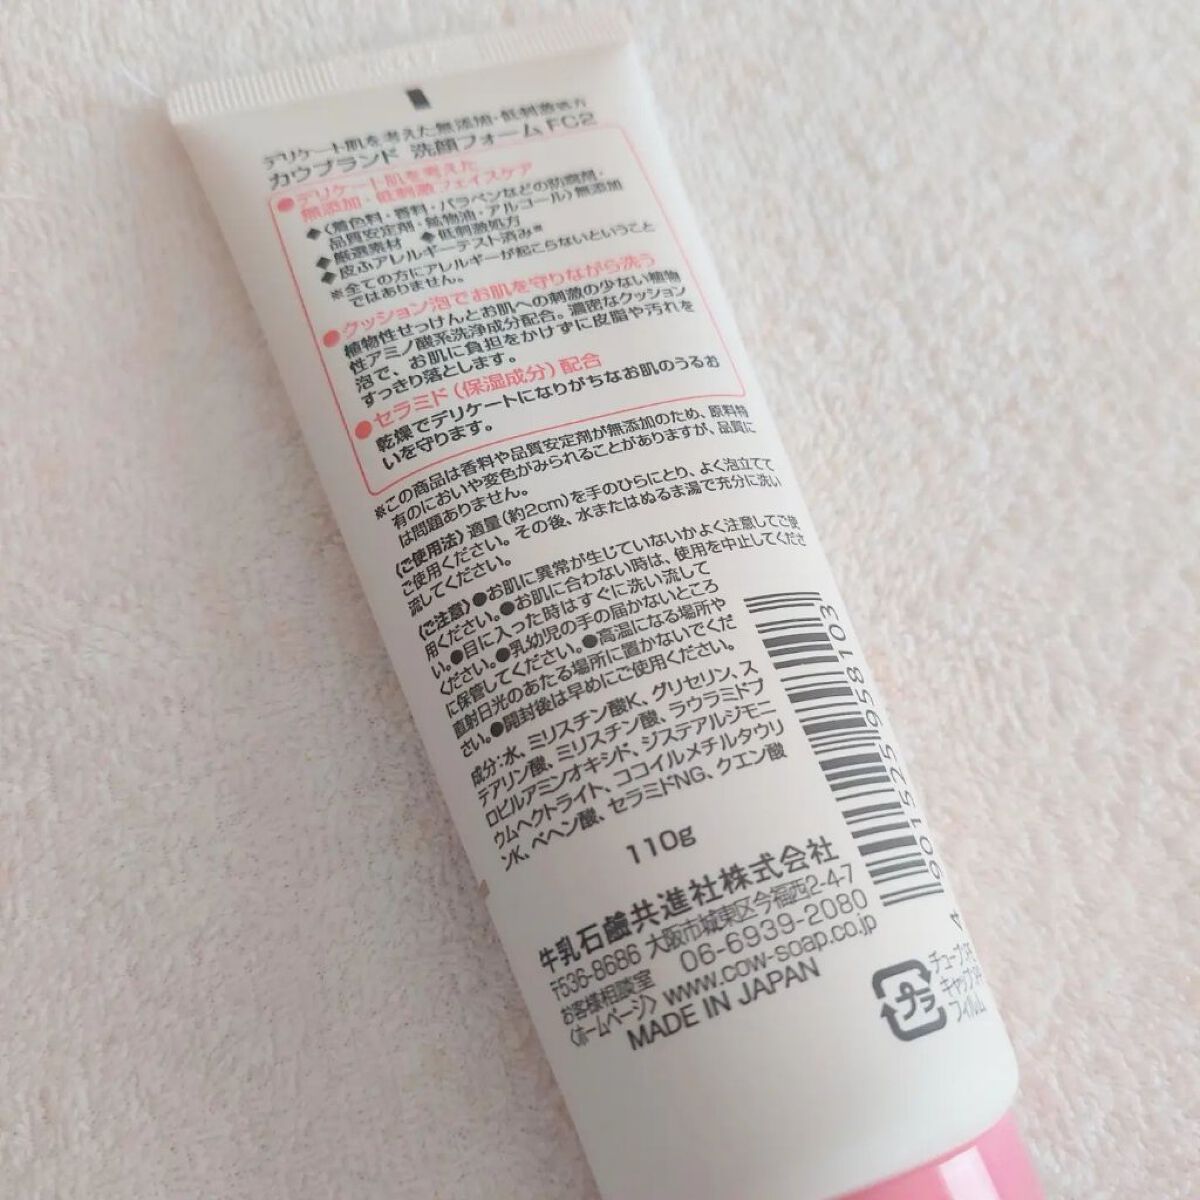 デリケート肌を考えた無添加・低刺激処方
カウブランド 洗顔フォームFC2
●デリケート肌を考えた
無添加・低刺激フェイスケア
◆〈着色料・香料・パラベンなどの防腐剤・
品質安定剤・鉱物油・アルコール〉無添加
◆厳選素材 ◆低刺激処方
◆皮ふアレルギーテスト済み※
※全ての方にアレルギーが起こらないということ
ではありません。
●クッション泡でお肌を守りながら洗う
植物性せっけんとお肌への刺激の少ない植物
性アミノ酸系洗浄成分配合。濃密なクッション
泡で、お肌に負担をかけずに皮脂や汚れを
すっきり落とします。
●セラミド(保湿成分)配合
乾燥でデリケートになりがちなお肌のうるお
いを守ります。
※この商品は香料や品質安定剤が無添加のため、原料特
有のにおいや変色がみられることがありますが、品質に
は問題ありません。
〈ご使用法〉適量(約2cm)を手のひらにとり、よく泡立てて
ご使用ください。その後、水またはぬるま湯で充分に洗い
流してください。
〈ご注意〉●お肌に異常が生じていないかよく注意してご使
用ください。●お肌に合わない時は、使用を中止してくださ
い。●目に入った時はすぐに洗い流して
ください。●乳幼児の手の届かないところ
に保管してください。●高温になる場所や
直射日光のあたる場所に置かないでくだ
さい。●開封後は早めにご使用ください。
成分:水、ミリスチン酸K、グリセリン、ス
テアリン酸、ミリスチン酸、ラウラミドプ
ロピルアミンオキシド、ジステアルジモニ
ウムヘクトライト、ココイルメチルタウリ
ンK、ベヘン酸、セラミドNG、クエン酸
110g
牛乳石鹼共進社株式会社
〒536-8686 大阪市城東区今福西2-4-7
お客様相談室 06-6939-2080
〈ホームページ〉www.cow-soap.co.jp
MADE IN JAPAN
901525 958103
プラ
チューブ:
キャップ:
フィルム